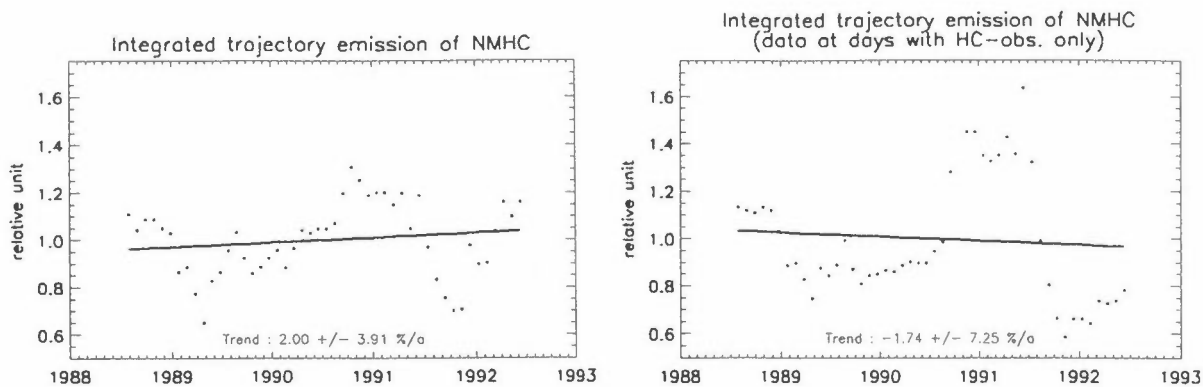 Integrated trajectory emission of NMHC
relative unit
1.6
1.4
1.2
1.0
0.8
0.6
Trend : 2.00 +/- 3.91 %/a
1988 1989 1990 1991 1992 1993
Integrated trajectory emission of NMHC
(data at days with HC-obs. only)
relative unit
1.6
1.4
1.2
1.0
0.8
0.6
Trend : -1.74 +/- 7.25 %/a
1988 1989 1990 1991 1992 1993